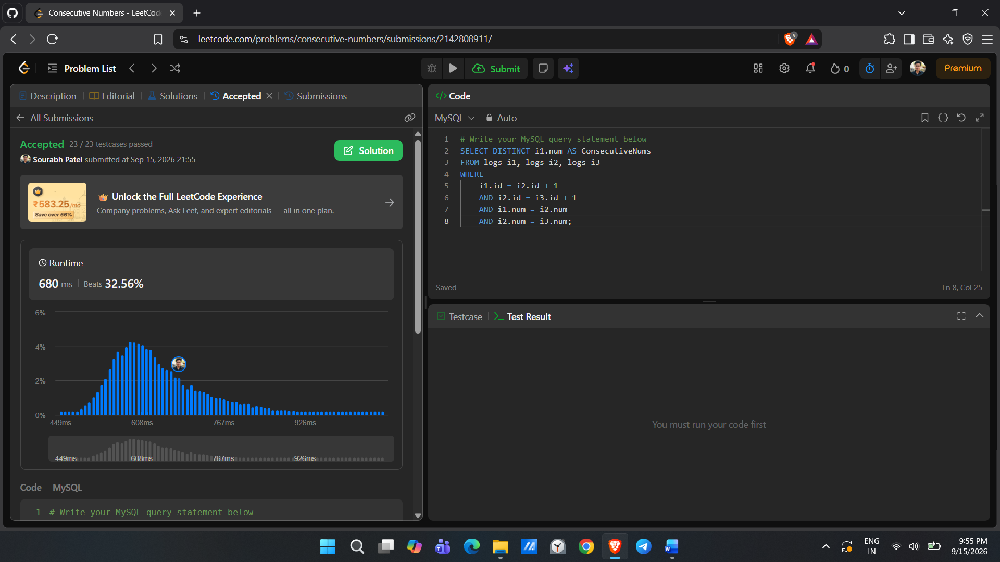 Consecutive Numbers - LeetCod
leetcode.com/problems/consecutive-numbers/submissions/2142808911/
5
Problem List
Submit
0
Premium
Description
Editorial
Solutions
Accepted
Submissions
All Submissions
Accepted 23 / 23 testcases passed
Sourabh Patel submitted at Sep 15, 2026 21:55
Solution
₹583.25/mo
Save over 56%
Unlock the Full LeetCode Experience
Company problems, Ask Leet, and expert editorials — all in one plan.
Runtime
680 ms | Beats 32.56%
6%
4%
2%
0%
449ms 608ms 767ms 926ms
449ms 608ms 767ms 926ms
Code | MySQL
1 # Write your MySQL query statement below
</> Code
MySQL Auto
1 # Write your MySQL query statement below
2 SELECT DISTINCT i1.num AS ConsecutiveNums
3 FROM logs i1, logs i2, logs i3
4 WHERE
5 i1.id = i2.id + 1
6 AND i2.id = i3.id + 1
7 AND i1.num = i2.num
8 AND i2.num = i3.num;
Saved
Ln 8, Col 25
Testcase
Test Result
You must run your code first
ENG
IN
9:55 PM
9/15/2026